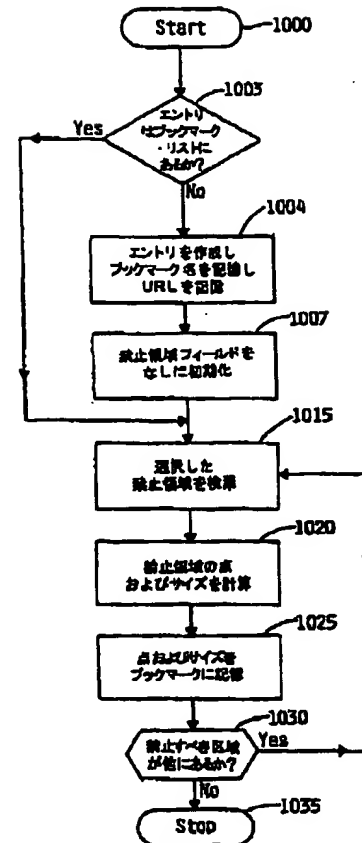 Start
1000
1003
エントリ
はブックマーク
・リストに
あるか?
Yes
No
1004
エントリを作成し
ブックマーク名を記憶し
URLを記憶
1007
禁止領域フィールドを
なしに初期化
1015
選択した
禁止領域を検索
1020
禁止領域の点
およびサイズを計算
1025
点およびサイズを
ブックマークに記憶
1030
禁止すべき区域
が他にあるか?
Yes
No
1035
Stop